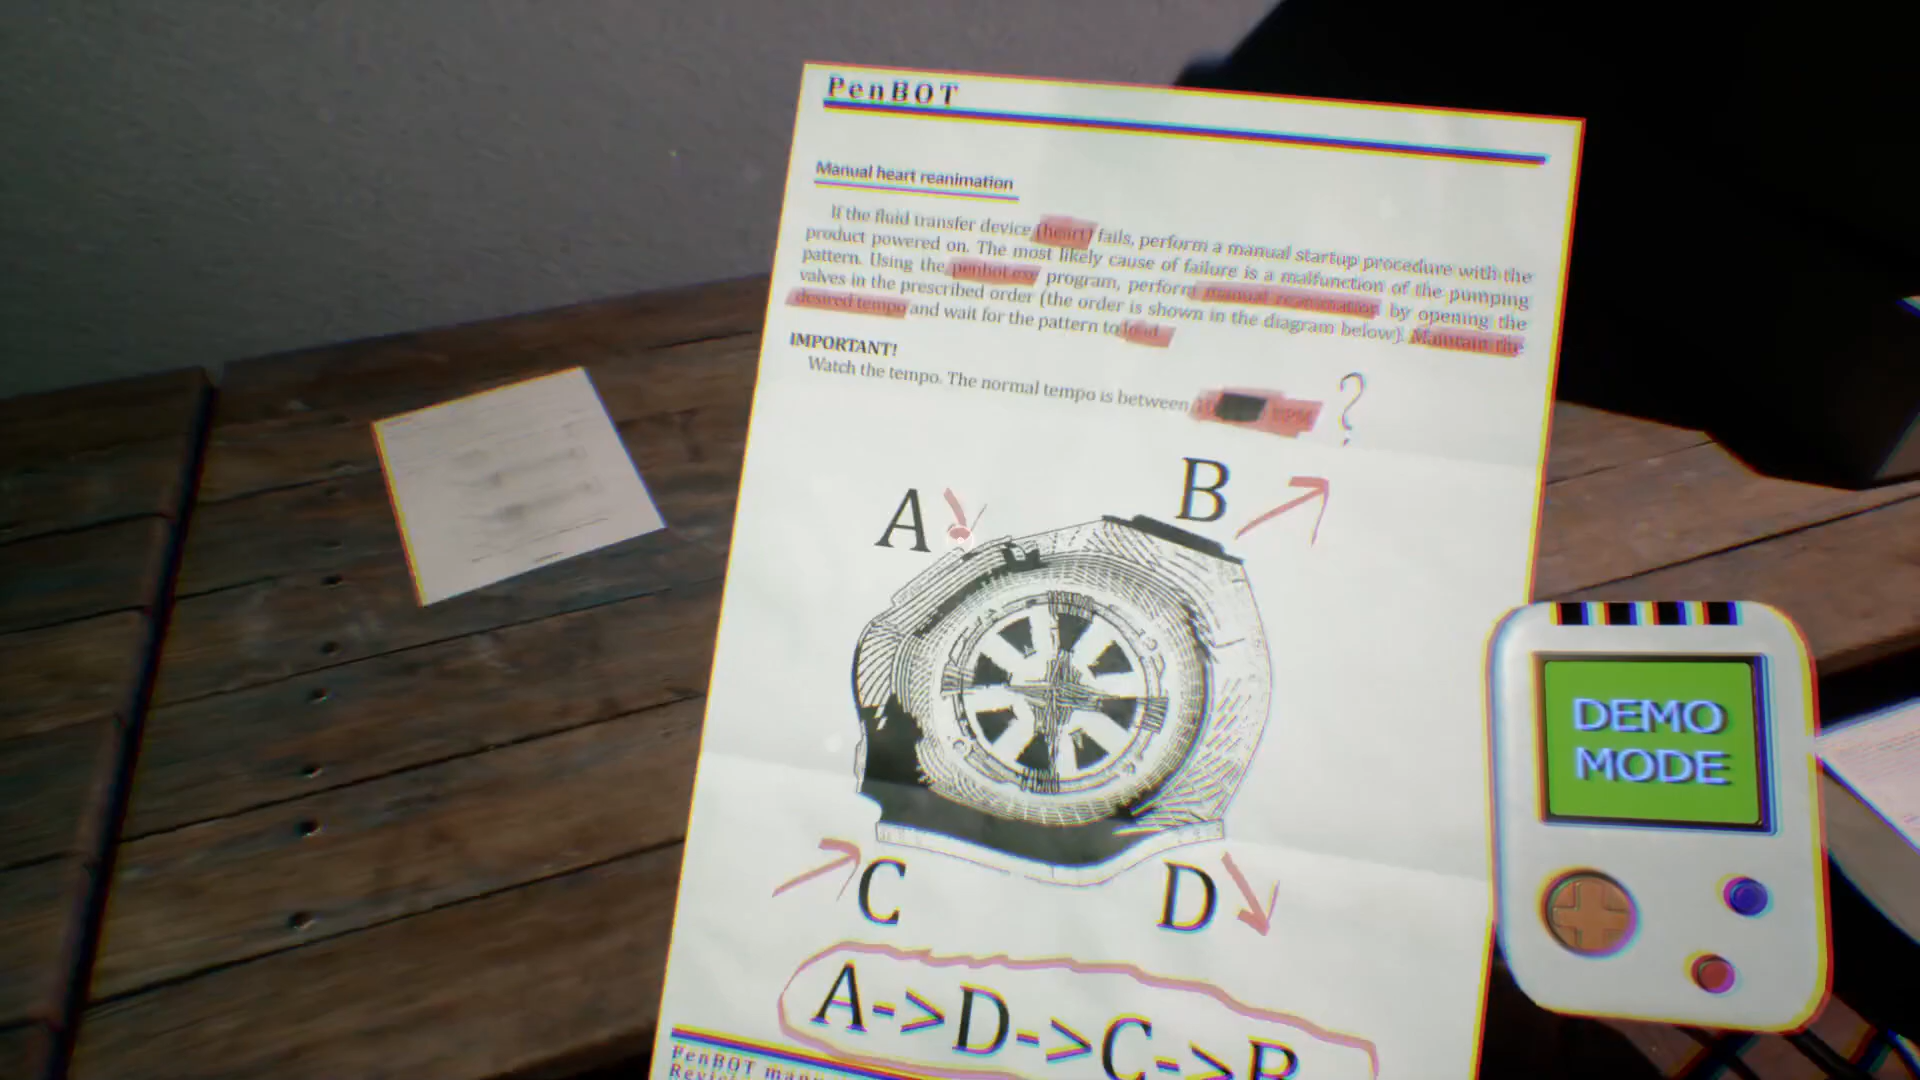 PenBOT
Manual heart reanimation
If the fluid transfer device (heart) fails, perform a manual startup procedure with the
product powered on. The most likely cause of failure is a malfunction of the pumping
pattern. Using the penbot.exe program, perform manual reanimation by opening the
valves in the prescribed order (the order is shown in the diagram below). Maintain the
desired tempo and wait for the pattern to load.
IMPORTANT!
Watch the tempo. The normal tempo is between BPM ?
A
B
C
D
A->D->C->B
PenBOT
DEMO
MODE